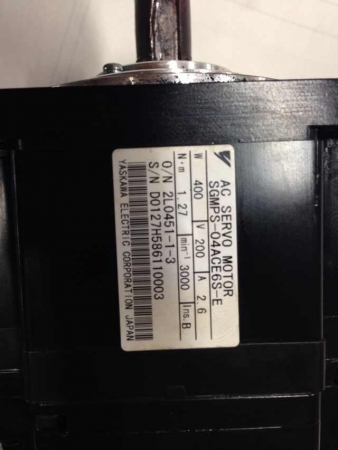 AC SERVO MOTOR
SGMPS-04ACE6S-E
W 400 V 200 A 2.6
N·m 1.27 min⁻¹ 3000 Ins. B
O/N 2L0451-1-3
S/N D0127H586110003
YASKAWA ELECTRIC CORPORATION JAPAN